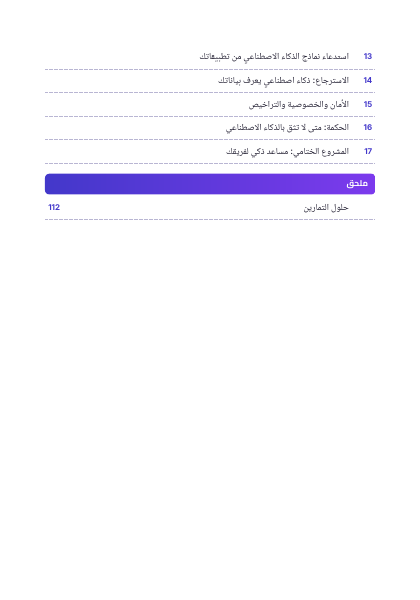 13 استدعاء نماذج الذكاء الاصطناعي من تطبيقاتك
14 الاسترجاع: ذكاء اصطناعي يعرف بياناتك
15 الأمان والخصوصية والتراخيص
16 الحكمة: متى لا تثق بالذكاء الاصطناعي
17 المشروع الختامي: مساعد ذكي لفريقك
ملحق
حلول التمارين 112